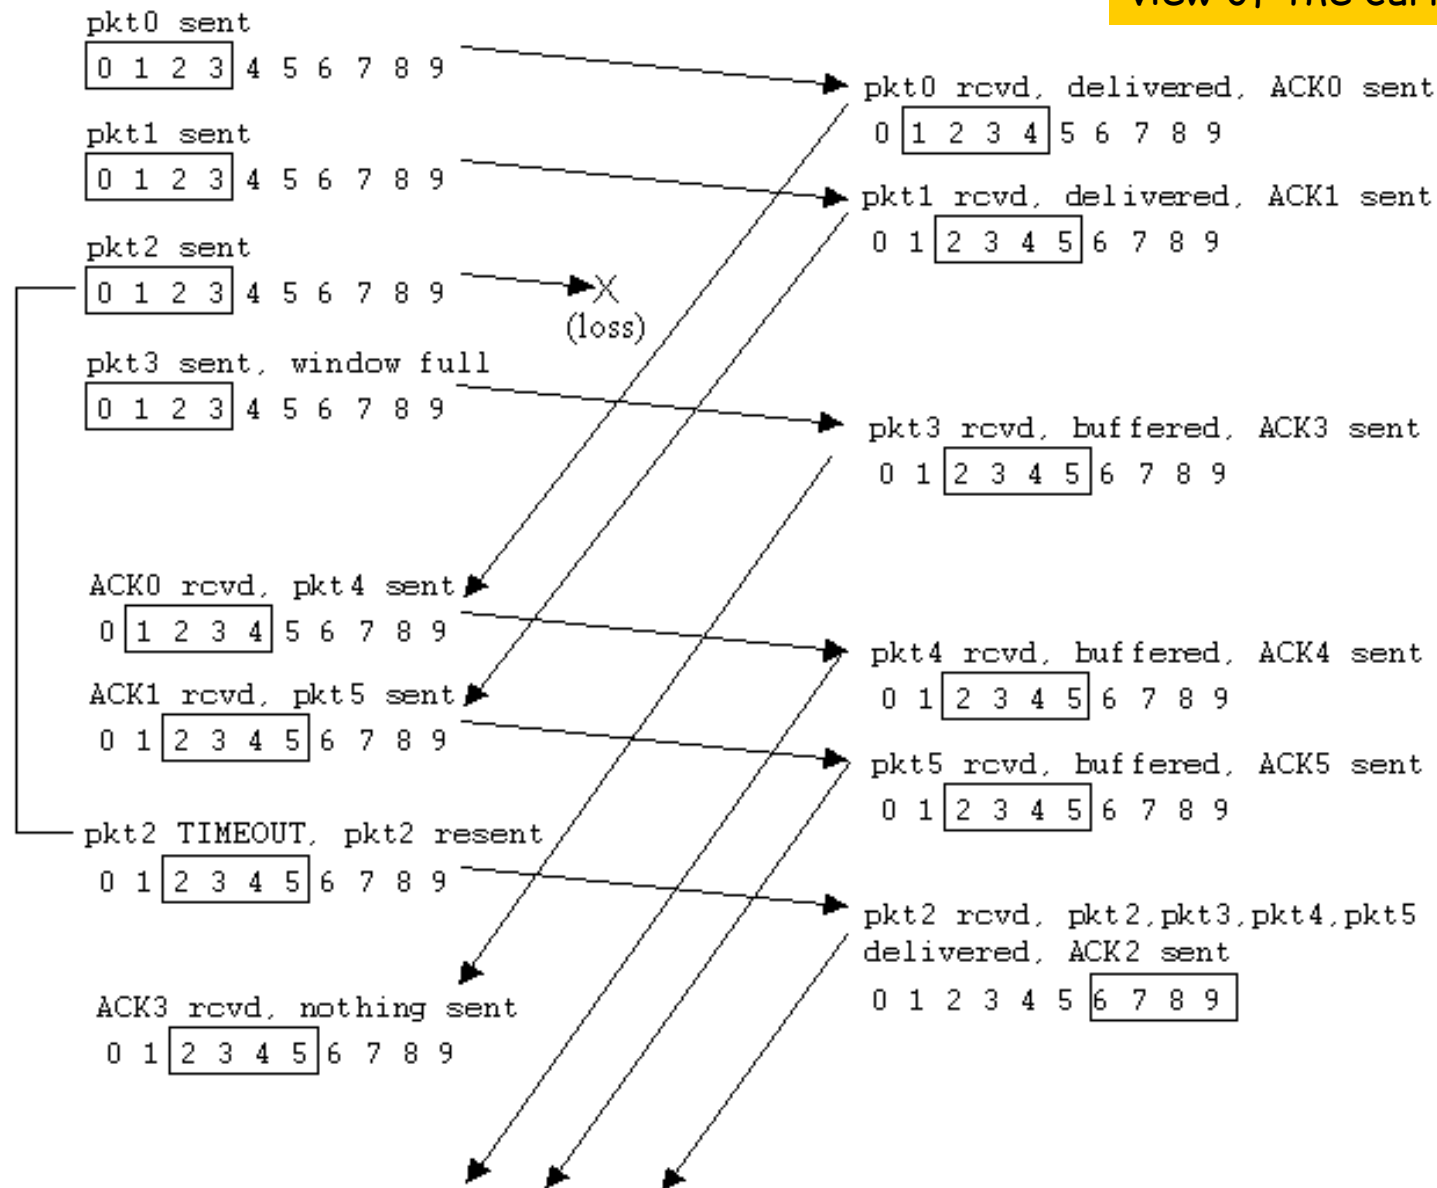 pkt0 sent
0 1 2 3 4 5 6 7 8 9
pkt1 sent
0 1 2 3 4 5 6 7 8 9
pkt2 sent
0 1 2 3 4 5 6 7 8 9
X
(loss)
pkt3 sent, window full
0 1 2 3 4 5 6 7 8 9
ACK0 rcvd, pkt4 sent
0 1 2 3 4 5 6 7 8 9
ACK1 rcvd, pkt5 sent
0 1 2 3 4 5 6 7 8 9
pkt2 TIMEOUT, pkt2 resent
0 1 2 3 4 5 6 7 8 9
ACK3 rcvd, nothing sent
0 1 2 3 4 5 6 7 8 9
pkt0 rcvd, delivered, ACK0 sent
0 1 2 3 4 5 6 7 8 9
pkt1 rcvd, delivered, ACK1 sent
0 1 2 3 4 5 6 7 8 9
pkt3 rcvd, buffered, ACK3 sent
0 1 2 3 4 5 6 7 8 9
pkt4 rcvd, buffered, ACK4 sent
0 1 2 3 4 5 6 7 8 9
pkt5 rcvd, buffered, ACK5 sent
0 1 2 3 4 5 6 7 8 9
pkt2 rcvd, pkt2,pkt3,pkt4,pkt5
delivered, ACK2 sent
0 1 2 3 4 5 6 7 8 9